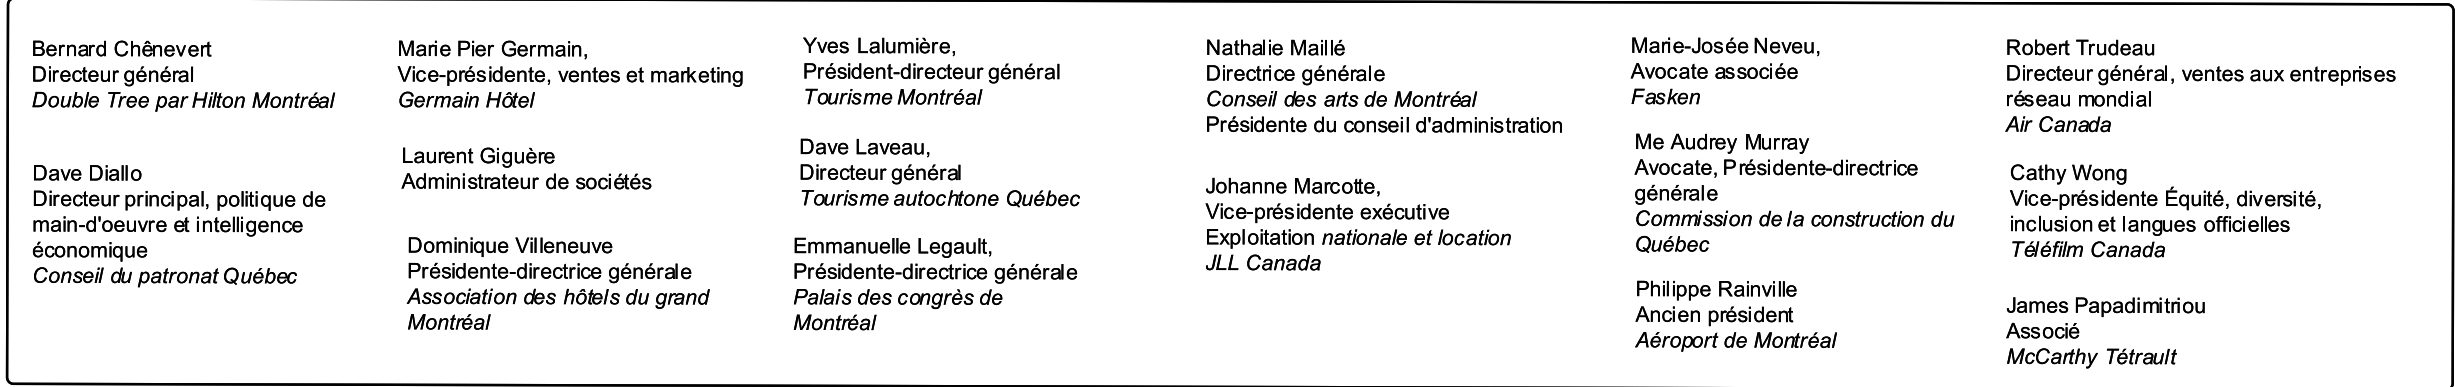 Bernard Chênevert
Directeur général
Double Tree par Hilton Montréal
Dave Diallo
Directeur principal, politique de
main-d'oeuvre et intelligence
économique
Conseil du patronat Québec
Marie Pier Germain,
Vice-présidente, ventes et marketing
Germain Hôtel
Laurent Giguère
Administrateur de sociétés
Dominique Villeneuve
Présidente-directrice générale
Association des hôtels du grand
Montréal
Yves Lalumière,
Président-directeur général
Tourisme Montréal
Dave Laveau,
Directeur général
Tourisme autochtone Québec
Emmanuelle Legault,
Présidente-directrice générale
Palais des congrès de
Montréal
Nathalie Maillé
Directrice générale
Conseil des arts de Montréal
Présidente du conseil d'administration
Johanne Marcotte,
Vice-présidente exécutive
Exploitation nationale et location
JLL Canada
Marie-Josée Neveu,
Avocate associée
Fasken
Me Audrey Murray
Avocate, Présidente-directrice
générale
Commission de la construction du
Québec
Philippe Rainville
Ancien président
Aéroport de Montréal
Robert Trudeau
Directeur général, ventes aux entreprises
réseau mondial
Air Canada
Cathy Wong
Vice-présidente Équité, diversité,
inclusion et langues officielles
Téléfilm Canada
James Papadimitriou
Associé
McCarthy Tétrault